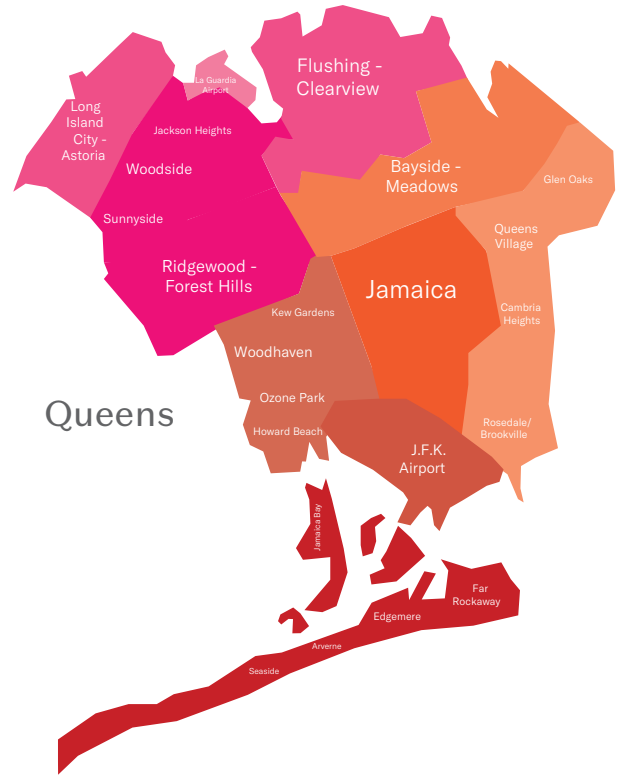 Flushing -
Clearview
La Guardia
Airport
Long
Island
City -
Astoria
Jackson Heights
Woodside
Bayside -
Meadows
Glen Oaks
Sunnyside
Queens
Village
Ridgewood -
Forest Hills
Jamaica
Kew Gardens
Cambria
Heights
Woodhaven
Ozone Park
Queens
Howard Beach
Rosedale/
Brookville
J.F.K.
Airport
Jamaica Bay
Far
Rockaway
Edgemere
Arverne
Seaside